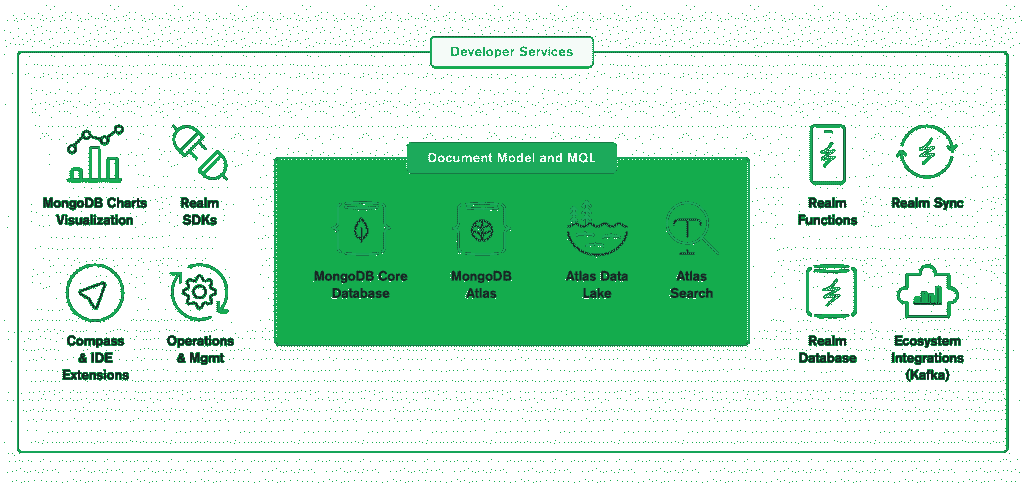 Developer Services
Document Model and MQL
MongoDB Charts
Visualization
Realm
SDKs
Compass
& IDE
Extensions
Operations
& Mgmt
MongoDB Core
Database
MongoDB
Atlas
Atlas Data
Lake
Atlas
Search
Realm
Functions
Realm Sync
Realm
Database
Ecosystem
Integrations
(Kafka)